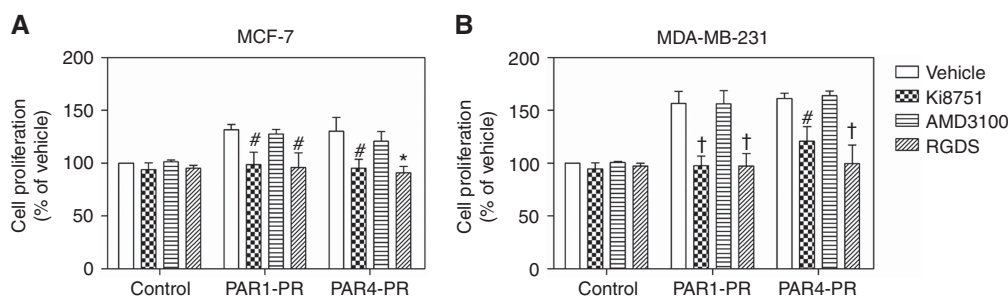 A
MCF-7
Cell proliferation
(% of vehicle)
200
150
100
50
0
#
#
#
*
Control
PAR1-PR
PAR4-PR
B
MDA-MB-231
Cell proliferation
(% of vehicle)
200
150
100
50
0
†
†
#
†
Control
PAR1-PR
PAR4-PR
Vehicle
Ki8751
AMD3100
RGDS